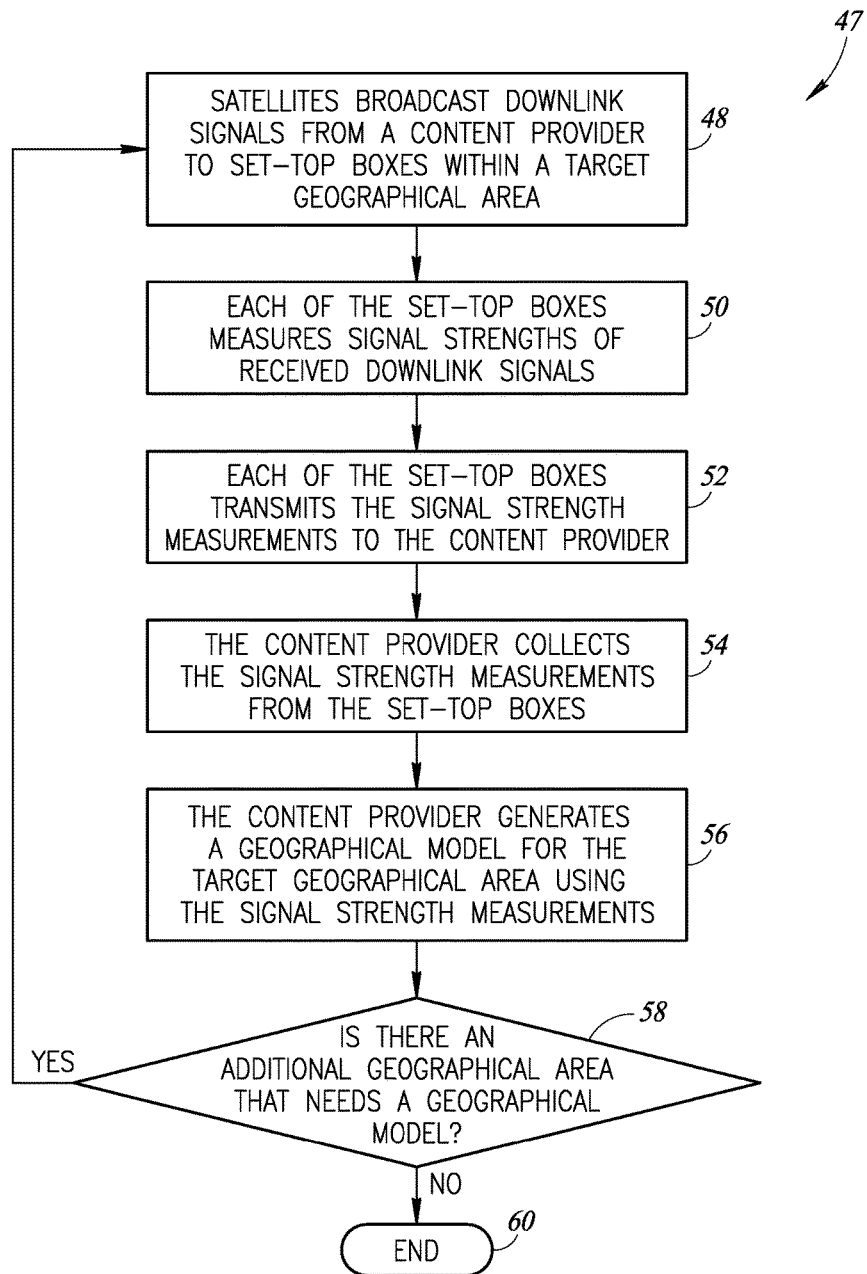 47
SATELLITES BROADCAST DOWNLINK
SIGNALS FROM A CONTENT PROVIDER
TO SET-TOP BOXES WITHIN A TARGET
GEOGRAPHICAL AREA
48
EACH OF THE SET-TOP BOXES
MEASURES SIGNAL STRENGTHS OF
RECEIVED DOWNLINK SIGNALS
50
EACH OF THE SET-TOP BOXES
TRANSMITS THE SIGNAL STRENGTH
MEASUREMENTS TO THE CONTENT PROVIDER
52
THE CONTENT PROVIDER COLLECTS
THE SIGNAL STRENGTH MEASUREMENTS
FROM THE SET-TOP BOXES
54
THE CONTENT PROVIDER GENERATES
A GEOGRAPHICAL MODEL FOR THE
TARGET GEOGRAPHICAL AREA USING
THE SIGNAL STRENGTH MEASUREMENTS
56
58
IS THERE AN
ADDITIONAL GEOGRAPHICAL AREA
THAT NEEDS A GEOGRAPHICAL
MODEL?
YES
NO
END
60